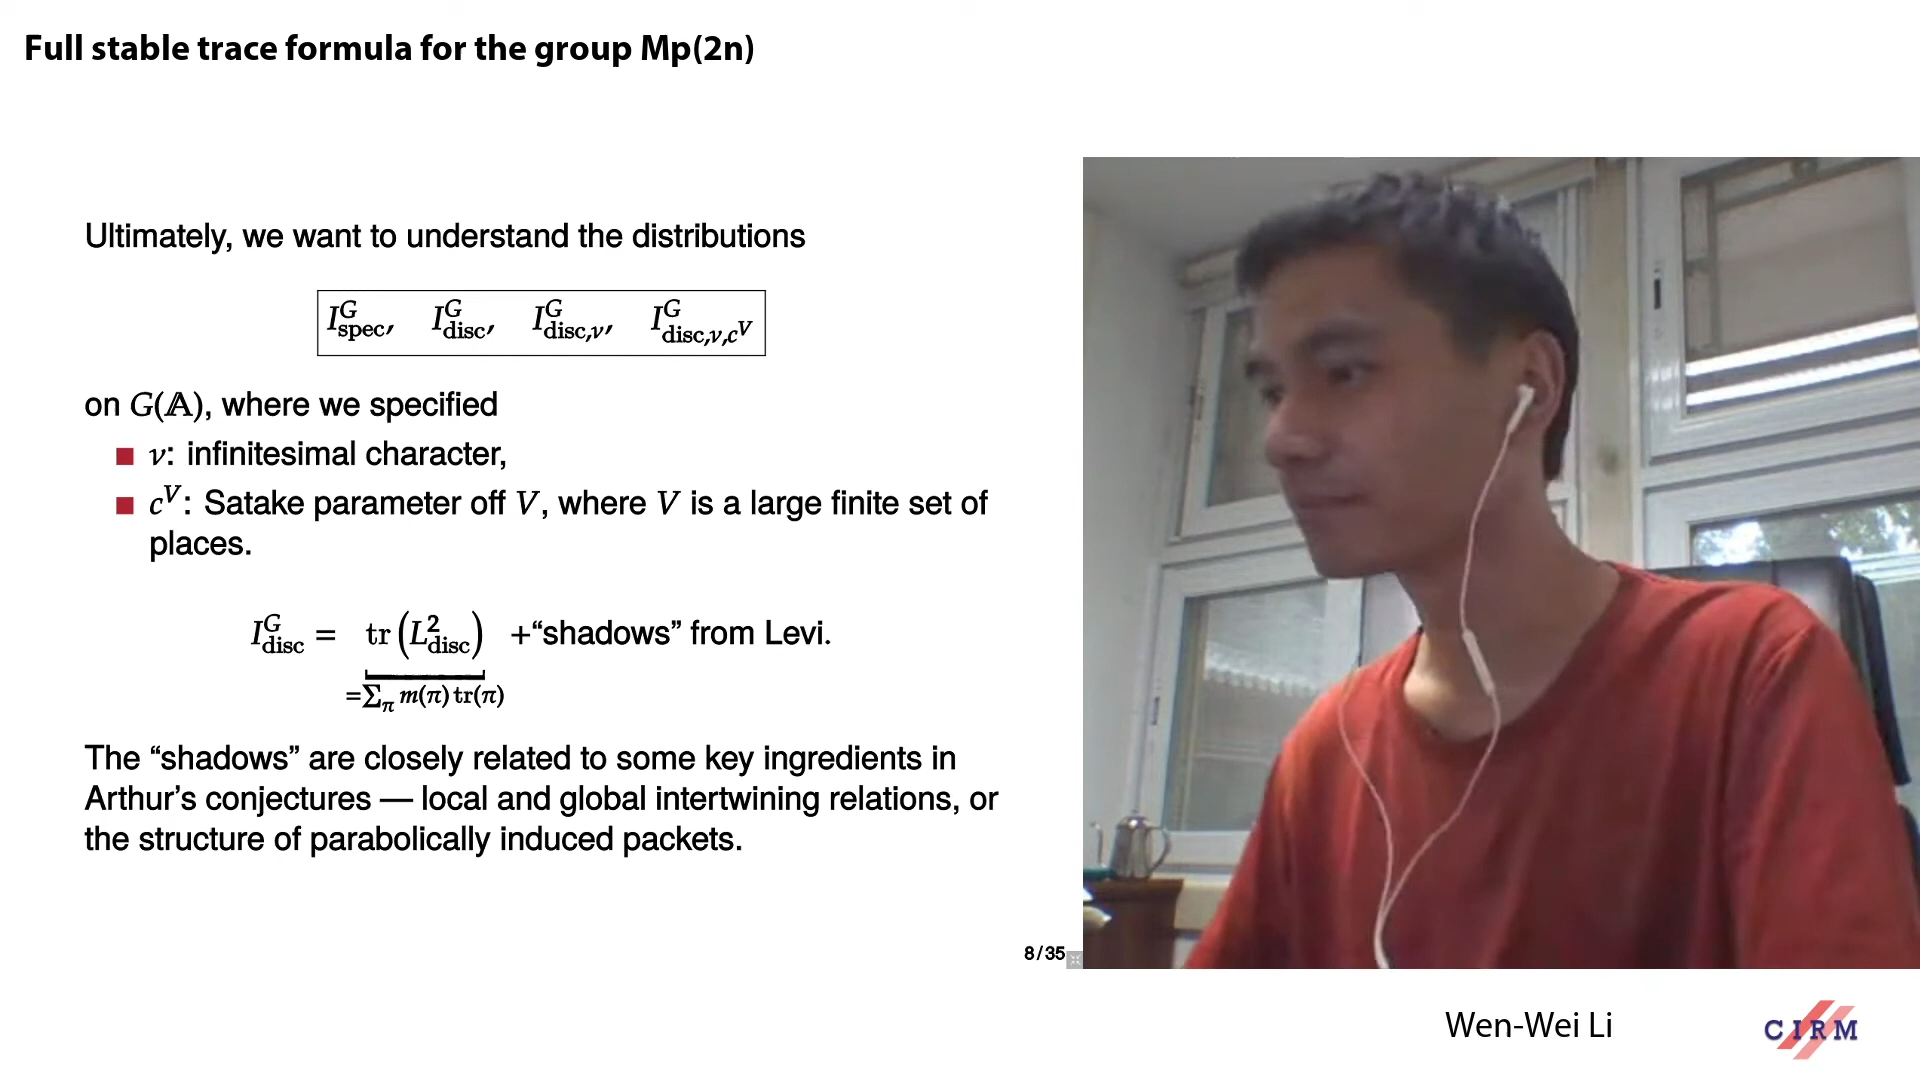 Full stable trace formula for the group Mp(2n)
Ultimately, we want to understand the distributions
I^G_spec, I^G_disc, I^G_disc,ν, I^G_disc,ν,c^V
on G(𝔸), where we specified
■ ν: infinitesimal character,
■ c^V: Satake parameter off V, where V is a large finite set of
places.
I^G_disc = tr(L^2_disc) +“shadows” from Levi.
=∑_π m(π) tr(π)
The “shadows” are closely related to some key ingredients in
Arthur’s conjectures — local and global intertwining relations, or
the structure of parabolically induced packets.
8/35
Wen-Wei Li
CIRM